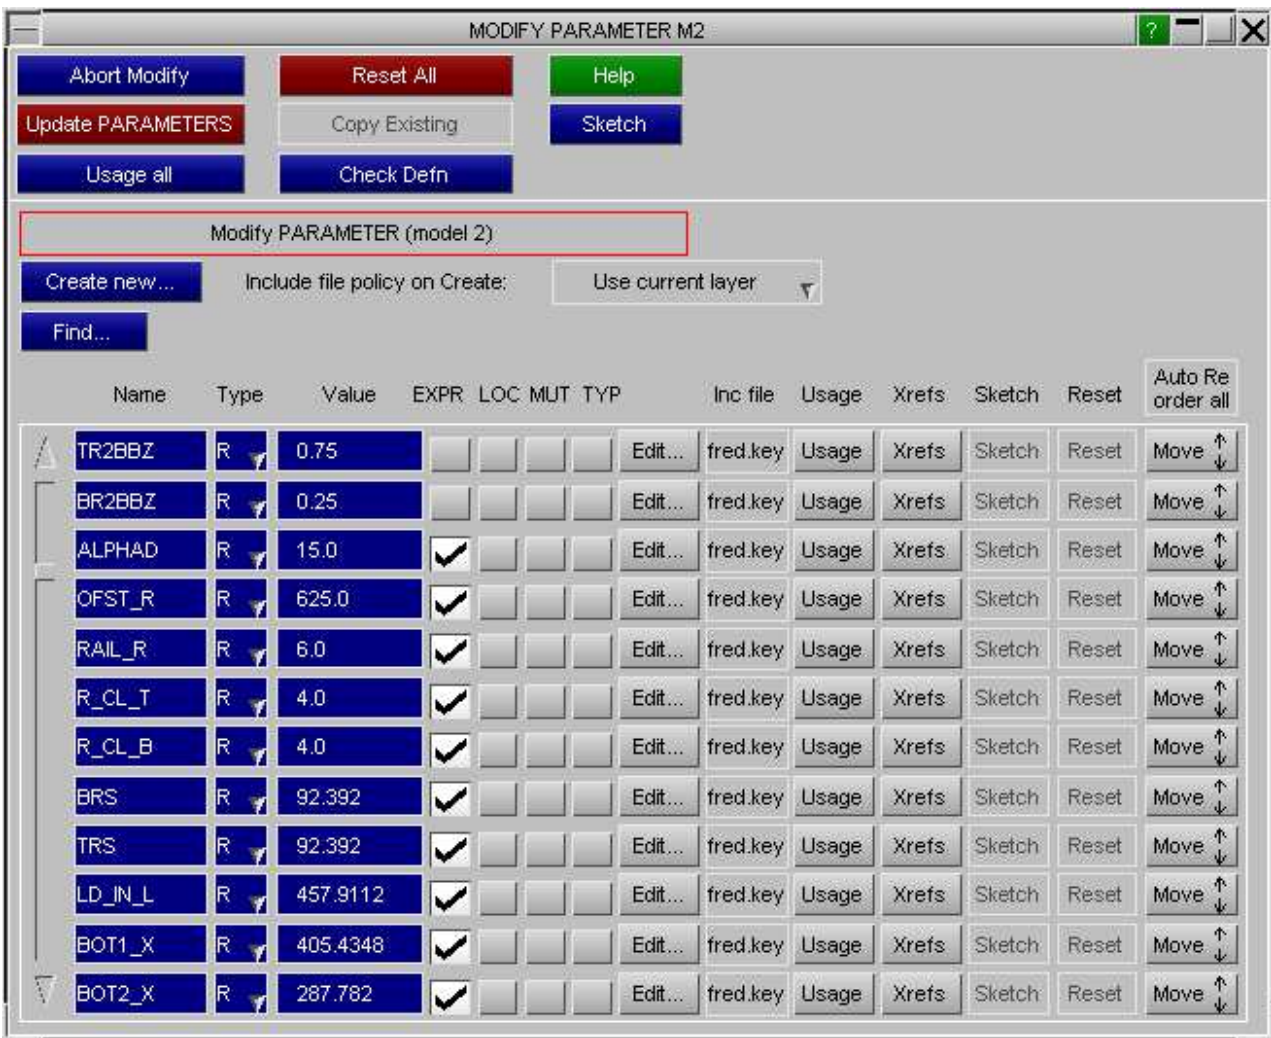 MODIFY PARAMETER M2 ?
Abort Modify Reset All Help
Update PARAMETERS Copy Existing Sketch
Usage all Check Defn
Modify PARAMETER (model 2)
Create new... Include file policy on Create: Use current layer
Find...
Name Type Value EXPR LOC MUT TYP Inc file Usage Xrefs Sketch Reset Auto Re
order all
TR2BBZ R 0.75 Edit... fred.key Usage Xrefs Sketch Reset Move
BR2BBZ R 0.25 Edit... fred.key Usage Xrefs Sketch Reset Move
ALPHAD R 15.0 Edit... fred.key Usage Xrefs Sketch Reset Move
OFST_R R 625.0 Edit... fred.key Usage Xrefs Sketch Reset Move
RAIL_R R 6.0 Edit... fred.key Usage Xrefs Sketch Reset Move
R_CL_T R 4.0 Edit... fred.key Usage Xrefs Sketch Reset Move
R_CL_B R 4.0 Edit... fred.key Usage Xrefs Sketch Reset Move
BRS R 92.392 Edit... fred.key Usage Xrefs Sketch Reset Move
TRS R 92.392 Edit... fred.key Usage Xrefs Sketch Reset Move
LD_IN_L R 457.9112 Edit... fred.key Usage Xrefs Sketch Reset Move
BOT1_X R 405.4348 Edit... fred.key Usage Xrefs Sketch Reset Move
BOT2_X R 287.782 Edit... fred.key Usage Xrefs Sketch Reset Move